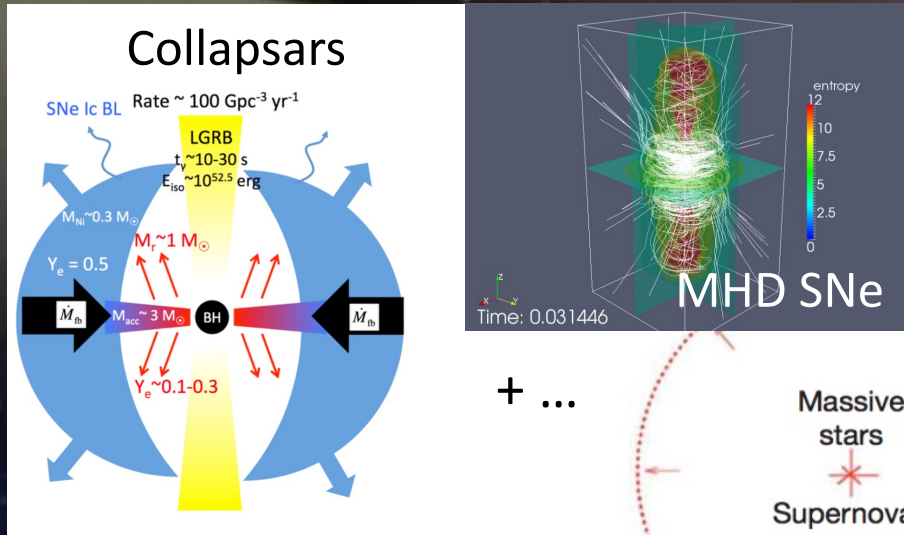 Collapsars
SNe Ic BL
Rate ~ 100 Gpc⁻³ yr⁻¹
LGRB
t_γ~10-30 s
E_iso~10^52.5 erg
M_Ni~0.3 M_☉
M_r~1 M_☉
Y_e = 0.5
Ṁ_fb
M_acc~ 3 M_☉
BH
Ṁ_fb
Y_e~0.1-0.3
entropy
12
10
7.5
5
2.5
0
z
x
y
MHD SNe
Time: 0.031446
+ ...
Massive
stars
Supernova